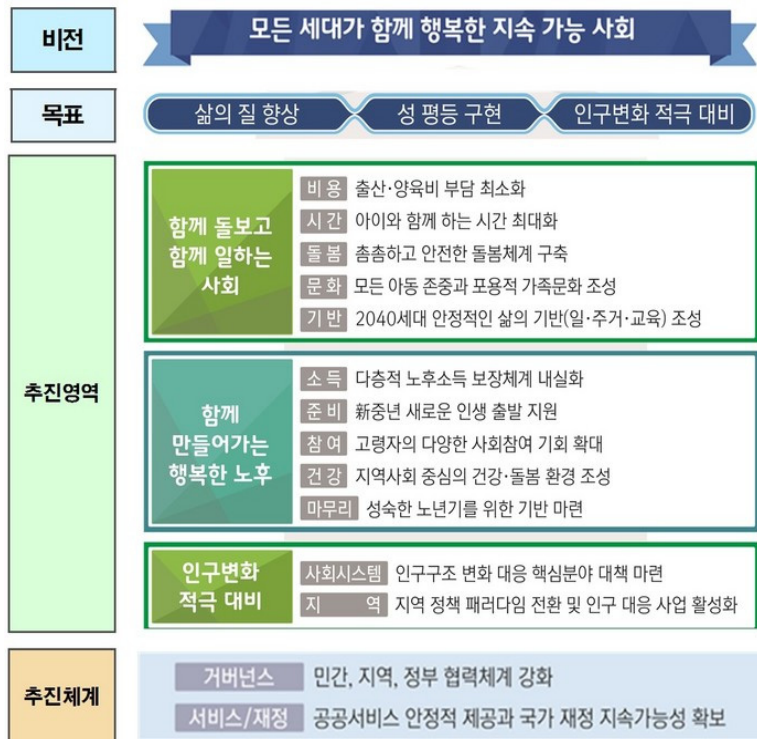 비전
모든 세대가 함께 행복한 지속 가능 사회
목표
삶의 질 향상
성 평등 구현
인구변화 적극 대비
추진영역
함께 돌보고
함께 일하는
사회
비용 출산·양육비 부담 최소화
시간 아이와 함께 하는 시간 최대화
돌봄 촘촘하고 안전한 돌봄체계 구축
문화 모든 아동 존중과 포용적 가족문화 조성
기반 2040세대 안정적인 삶의 기반(일·주거·교육) 조성
함께
만들어가는
행복한 노후
소득 다층적 노후소득 보장체계 내실화
준비 新중년 새로운 인생 출발 지원
참여 고령자의 다양한 사회참여 기회 확대
건강 지역사회 중심의 건강·돌봄 환경 조성
마무리 성숙한 노년기를 위한 기반 마련
인구변화
적극 대비
사회시스템 인구구조 변화 대응 핵심분야 대책 마련
지 역 지역 정책 패러다임 전환 및 인구 대응 사업 활성화
추진체계
거버넌스 민간, 지역, 정부 협력체계 강화
서비스/재정 공공서비스 안정적 제공과 국가 재정 지속가능성 확보